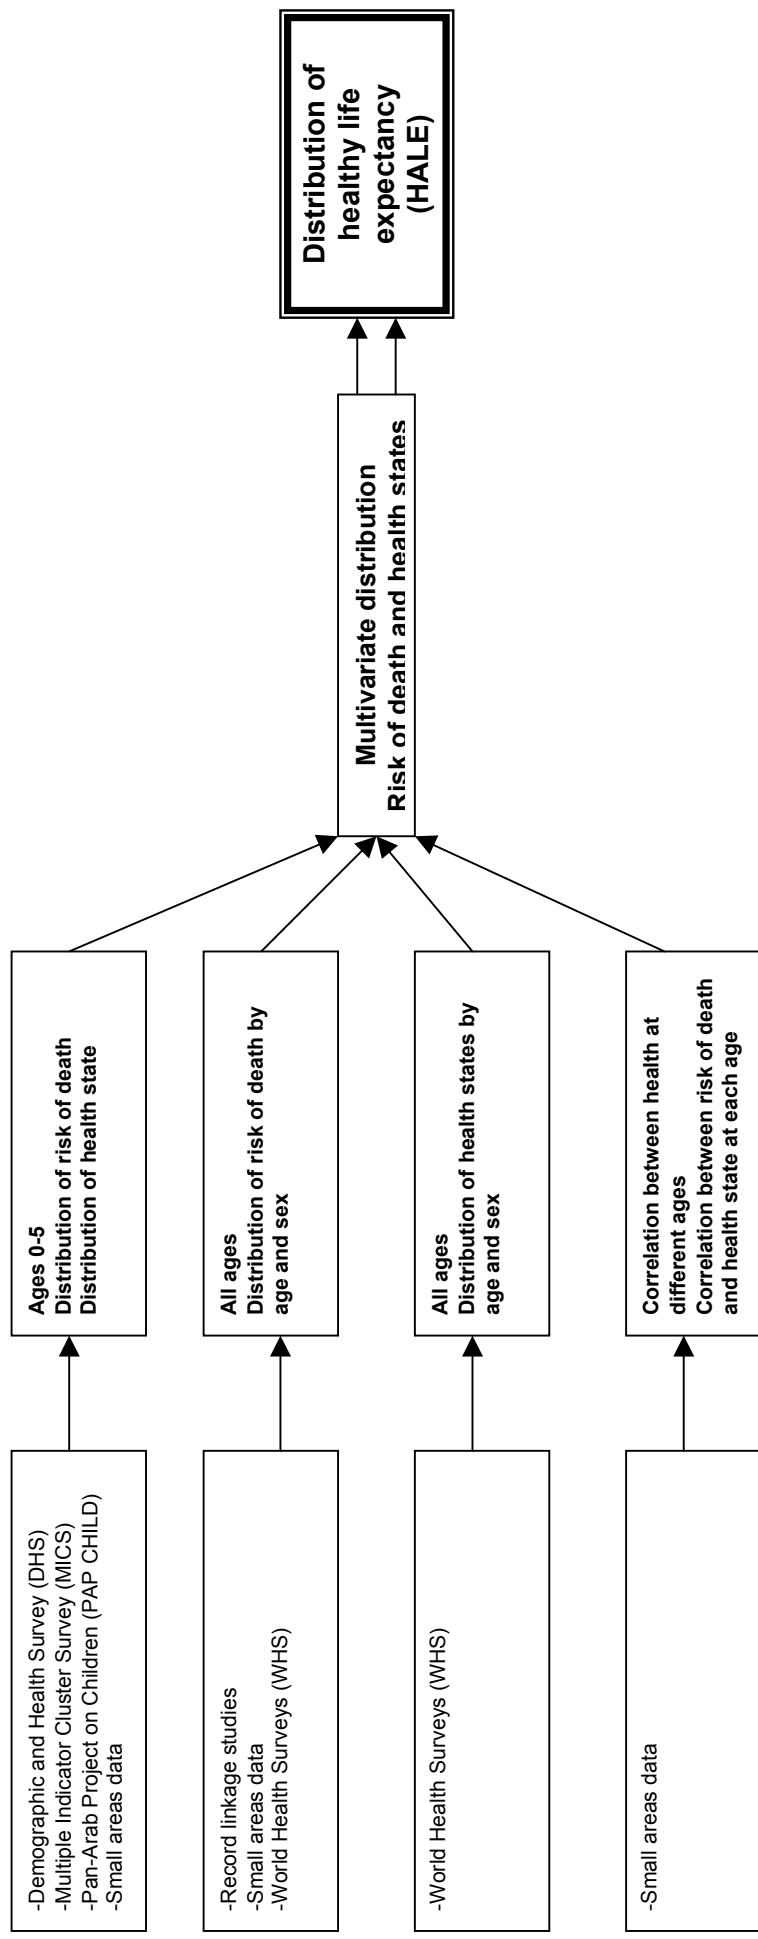 -Demographic and Health Survey (DHS)
-Multiple Indicator Cluster Survey (MICS)
-Pan-Arab Project on Children (PAP CHILD)
-Small areas data
-Record linkage studies
-Small areas data
-World Health Surveys (WHS)
-World Health Surveys (WHS)
-Small areas data
Ages 0-5
Distribution of risk of death
Distribution of health state
All ages
Distribution of risk of death by
age and sex
All ages
Distribution of health states by
age and sex
Correlation between health at
different ages
Correlation between risk of death
and health state at each age
Multivariate distribution
Risk of death and health states
Distribution of
healthy life
expectancy
(HALE)